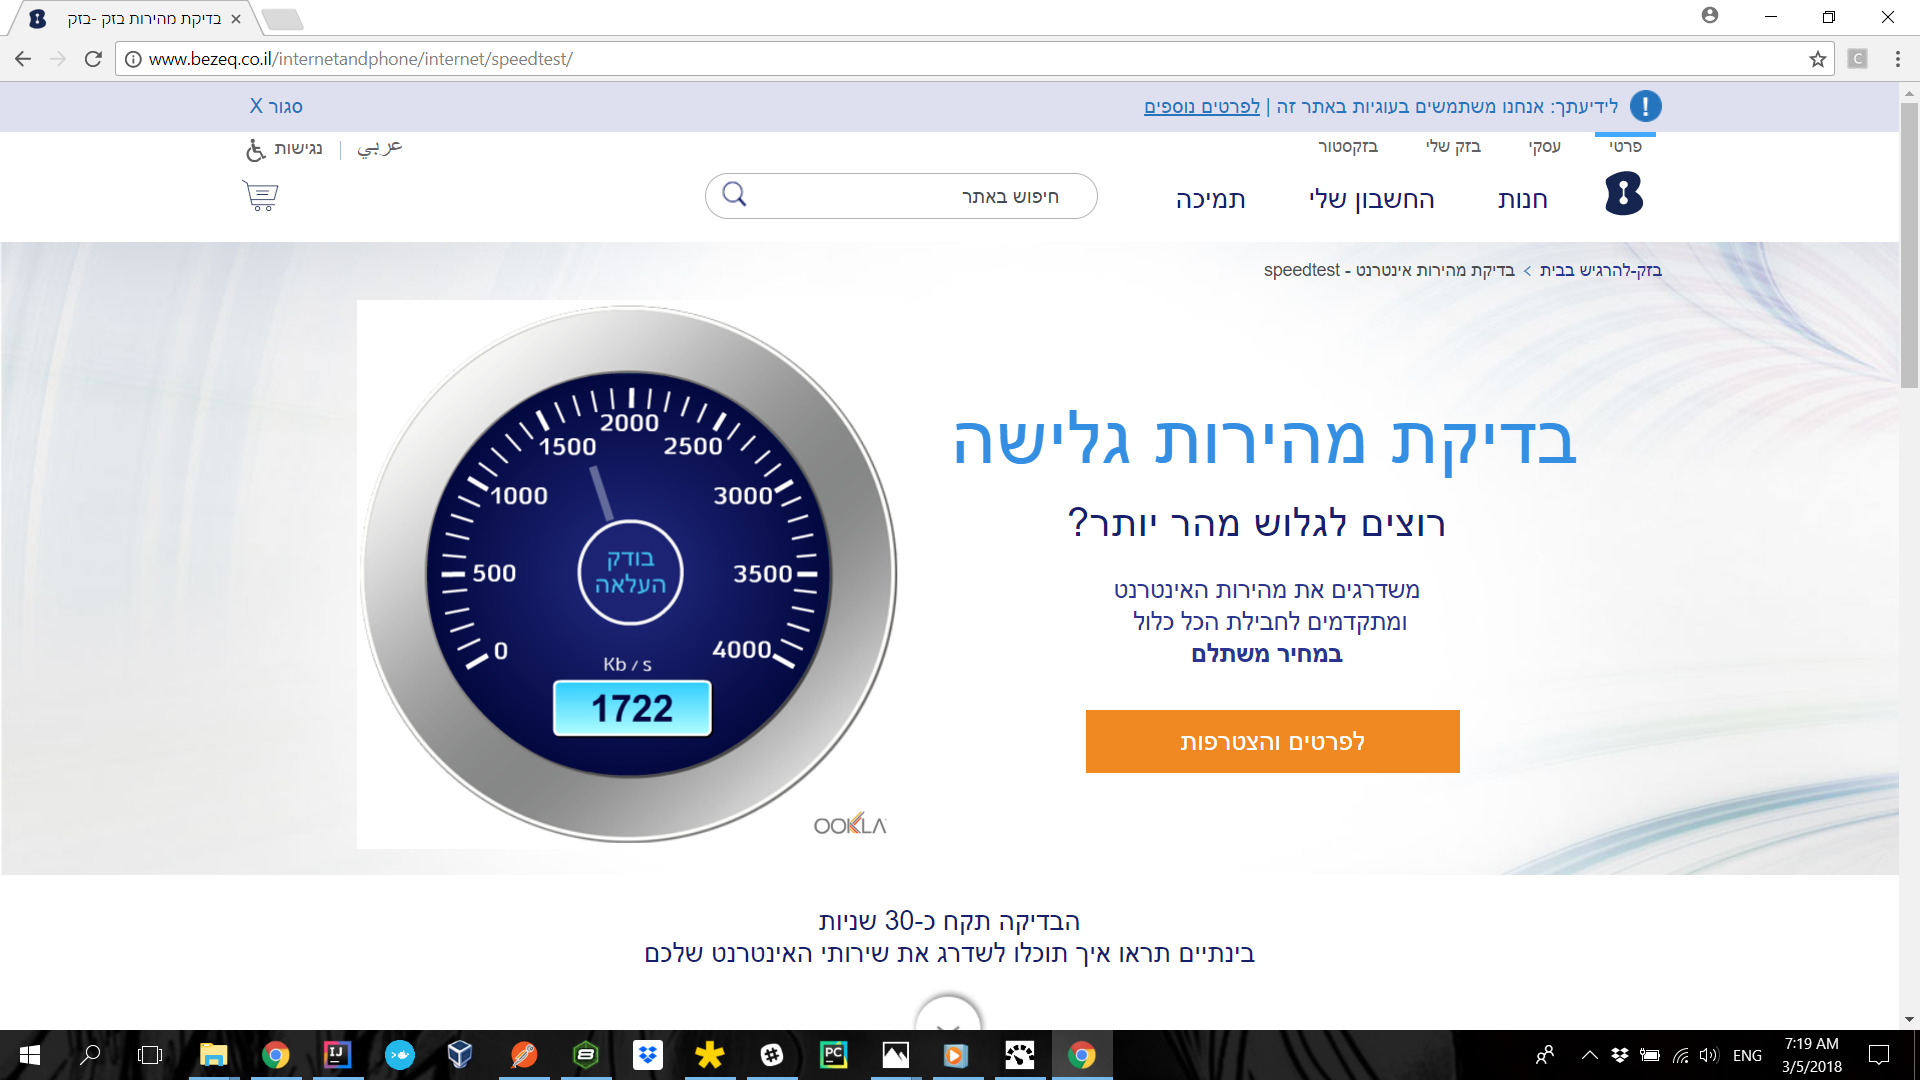 בדיקת מהירות בזק -בזק
www.bezeq.co.il/internetandphone/internet/speedtest/
לידיעתך: אנחנו משתמשים בעוגיות באתר זה | לפרטים נוספים
סגור X
פרטי
עסקי
בזק שלי
בזקסטור
عربي
נגישות
חנות
החשבון שלי
תמיכה
חיפוש באתר
בזק-להרגיש בבית > בדיקת מהירות אינטרנט - speedtest
0
500
1000
1500
2000
2500
3000
3500
4000
בודק
העלאה
Kb / s
1722
OOKLA
בדיקת מהירות גלישה
רוצים לגלוש מהר יותר?
משדרגים את מהירות האינטרנט
ומתקדמים לחבילת הכל כלול
במחיר משתלם
לפרטים והצטרפות
הבדיקה תקח כ-30 שניות
בינתיים תראו איך תוכלו לשדרג את שירותי האינטרנט שלכם
IJ
PC
ENG
7:19 AM
3/5/2018